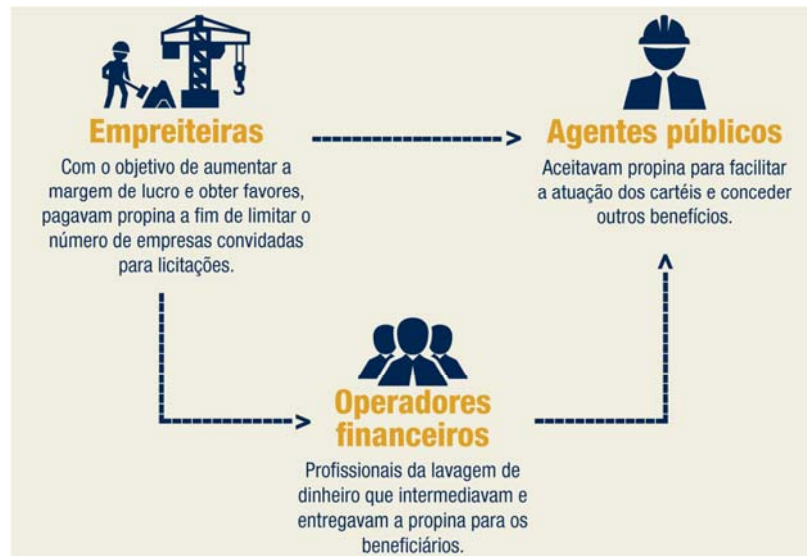 Empreiteiras
Com o objetivo de aumentar a
margem de lucro e obter favores,
pagavam propina a fim de limitar o
número de empresas convidadas
para licitações.
Agentes públicos
Aceitavam propina para facilitar
a atuação dos cartéis e conceder
outros benefícios.
Operadores
financeiros
Profissionais da lavagem de
dinheiro que intermediavam e
entregavam a propina para os
beneficiários.